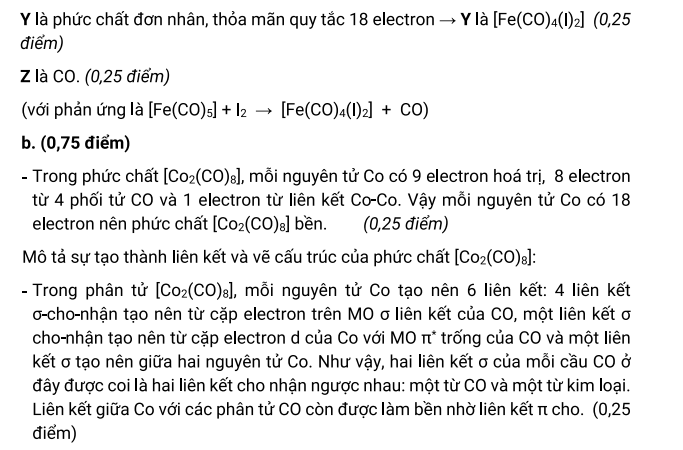 Y là phức chất đơn nhân, thỏa mãn quy tắc 18 electron → Y là [Fe(CO)₄(I)₂] (0,25
điểm)
Z là CO. (0,25 điểm)
(với phản ứng là [Fe(CO)₅] + I₂ → [Fe(CO)₄(I)₂] + CO)
b. (0,75 điểm)
- Trong phức chất [Co₂(CO)₈], mỗi nguyên tử Co có 9 electron hoá trị, 8 electron
từ 4 phối tử CO và 1 electron từ liên kết Co-Co. Vậy mỗi nguyên tử Co có 18
electron nên phức chất [Co₂(CO)₈] bền. (0,25 điểm)
Mô tả sự tạo thành liên kết và vẽ cấu trúc của phức chất [Co₂(CO)₈]:
- Trong phân tử [Co₂(CO)₈], mỗi nguyên tử Co tạo nên 6 liên kết: 4 liên kết
σ-cho-nhận tạo nên từ cặp electron trên MO σ liên kết của CO, một liên kết σ
cho-nhận tạo nên từ cặp electron d của Co với MO π* trống của CO và một liên
kết σ tạo nên giữa hai nguyên tử Co. Như vậy, hai liên kết σ của mỗi cầu CO ở
đây được coi là hai liên kết cho nhận ngược nhau: một từ CO và một từ kim loại.
Liên kết giữa Co với các phân tử CO còn được làm bền nhờ liên kết π cho. (0,25
điểm)